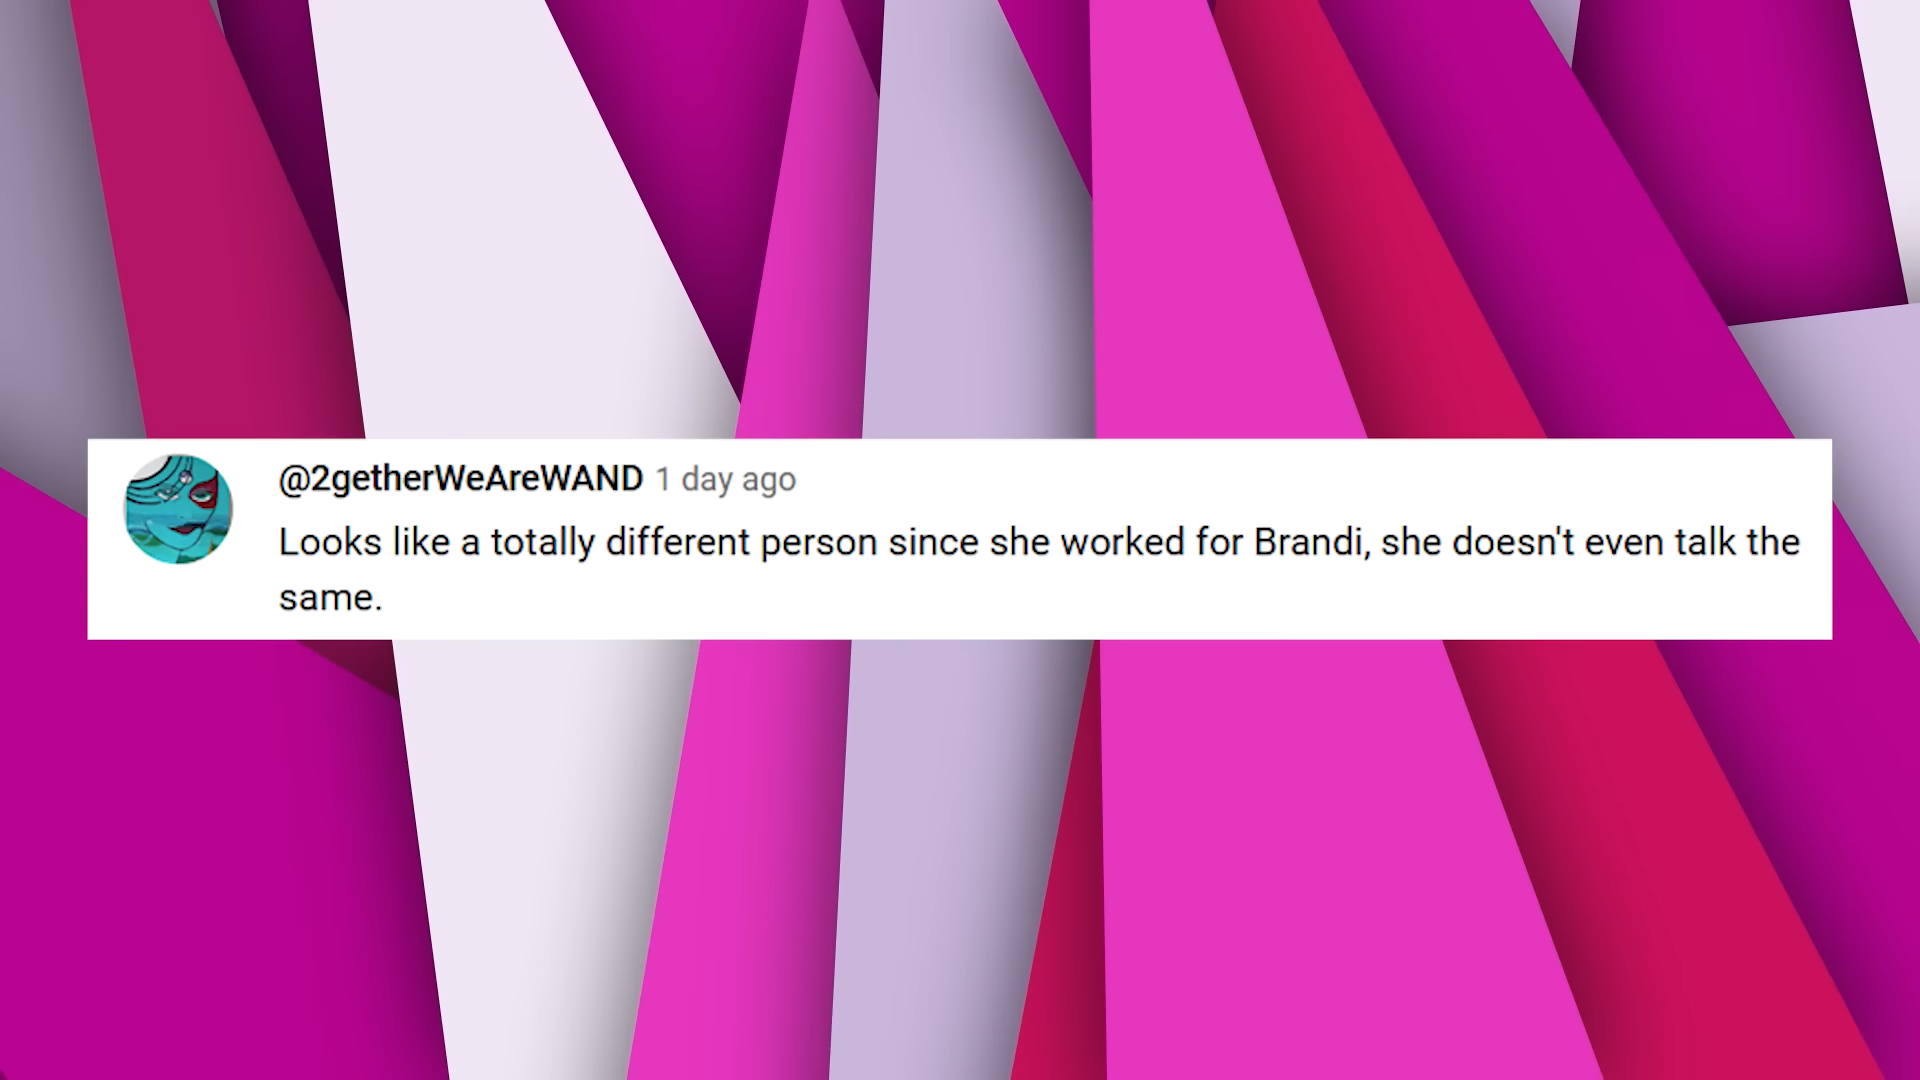 @2getherWeAreWAND 1 day ago
Looks like a totally different person since she worked for Brandi, she doesn't even talk the
same.